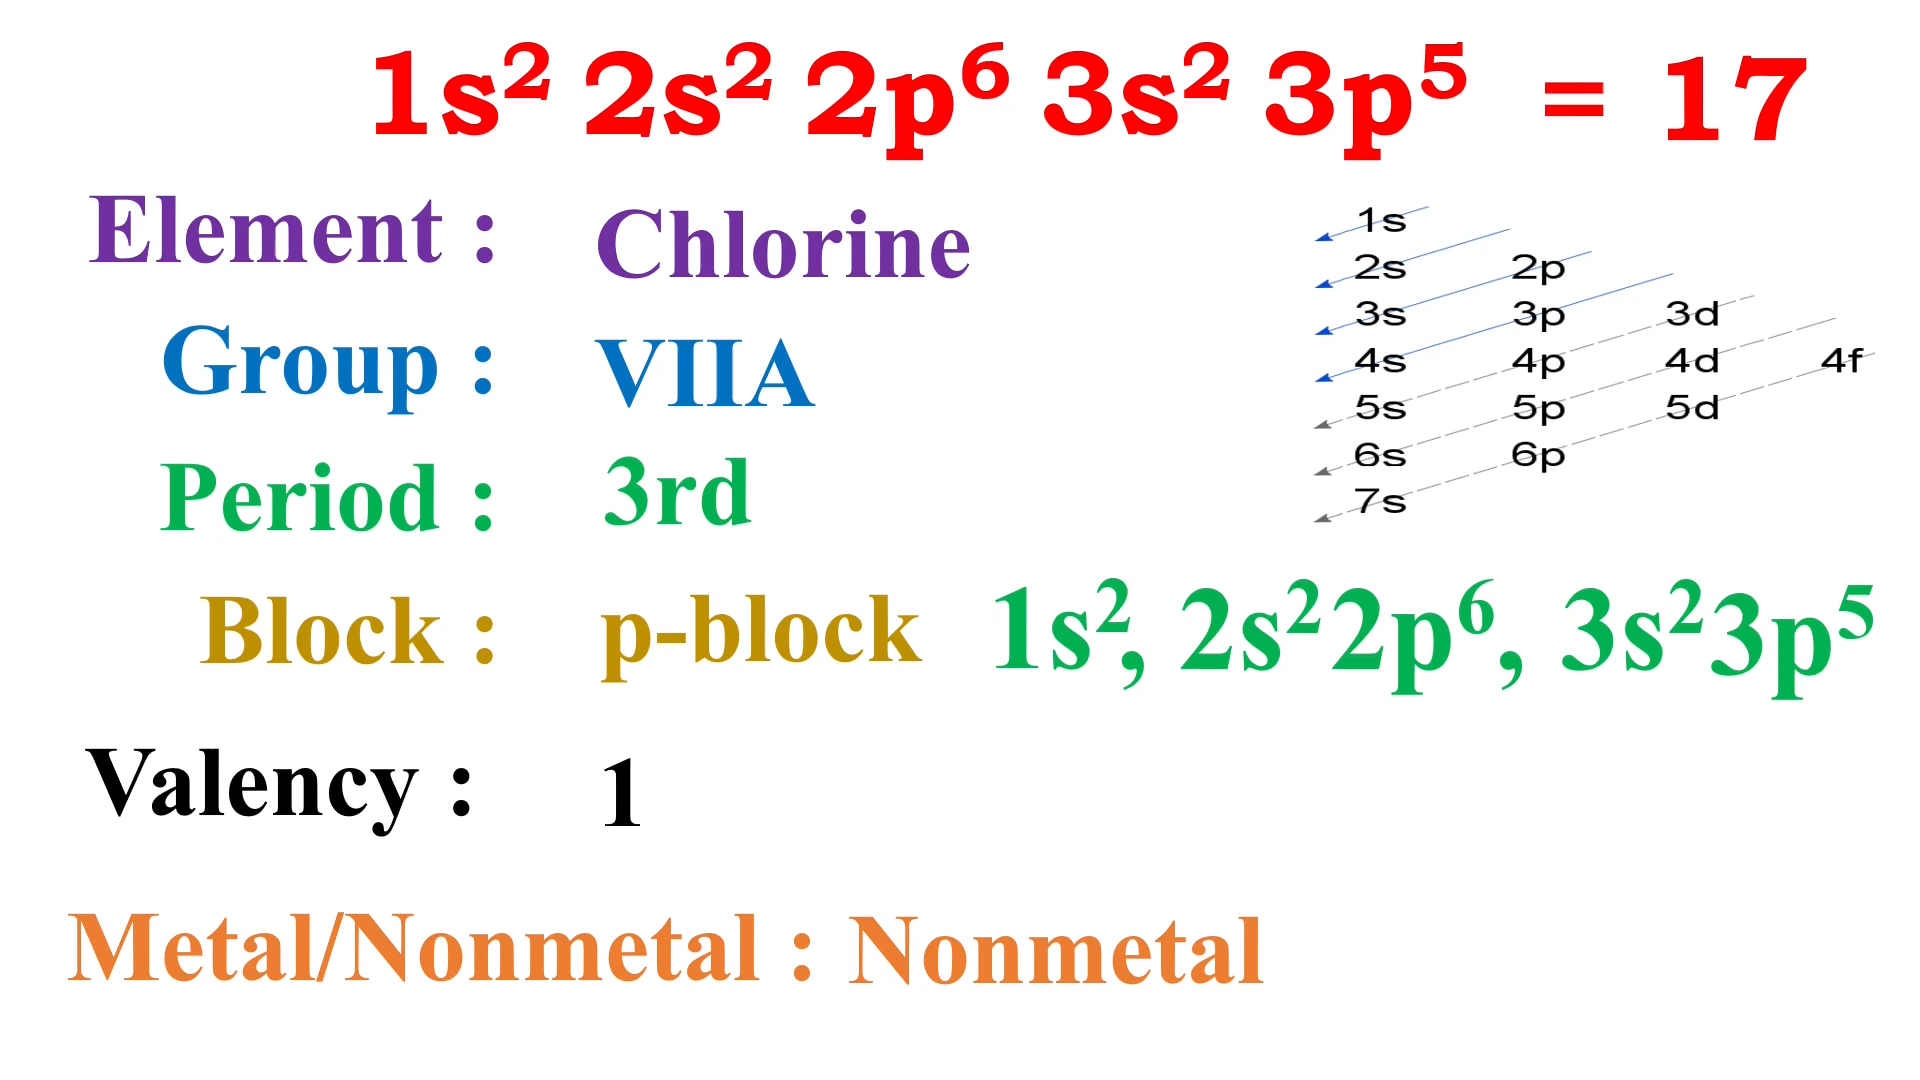 1s² 2s² 2p⁶ 3s² 3p⁵ = 17
Element : Chlorine
Group : VIIA
Period : 3rd
Block : p-block
Valency : 1
Metal/Nonmetal : Nonmetal
1s
2s 2p
3s 3p 3d
4s 4p 4d 4f
5s 5p 5d
6s 6p
7s
1s², 2s²2p⁶, 3s²3p⁵